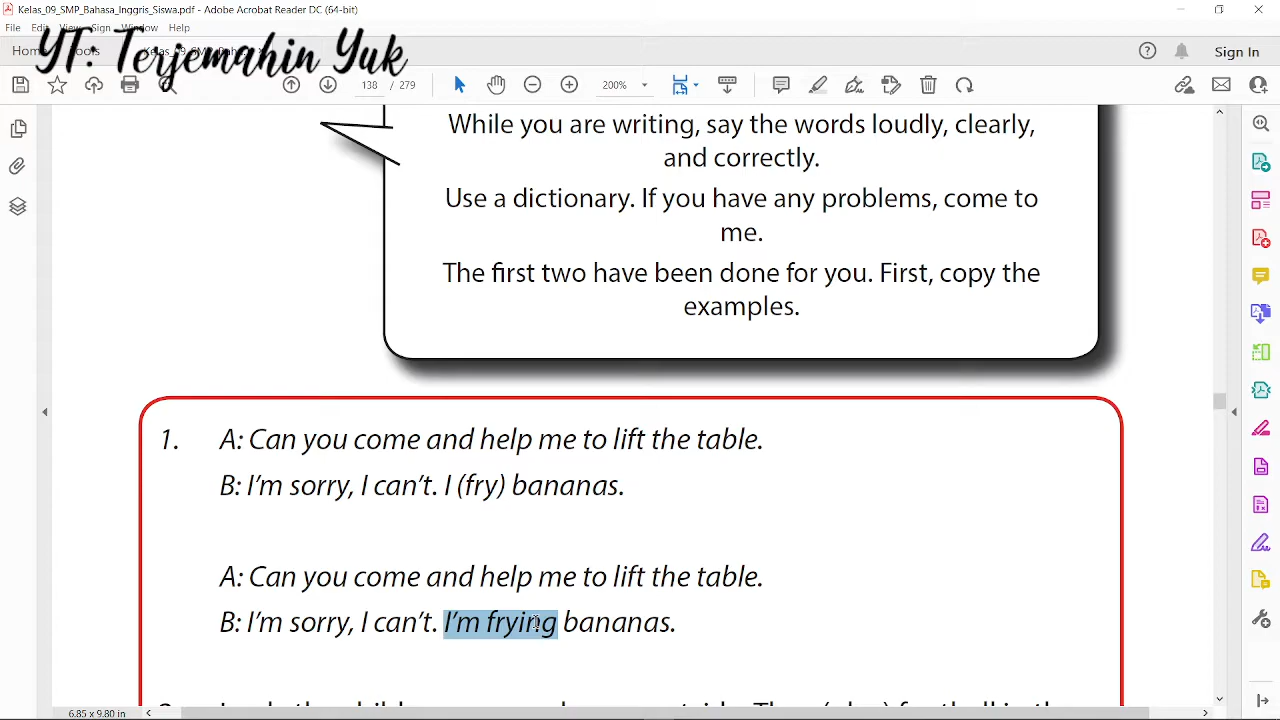 Kelas_09_SMP_Bahasa_Inggris_Siswa.pdf - Adobe Acrobat Reader DC (64-bit)
File Edit View Sign Window Help
YT: Terjemahin Yuk
Home Tools
Sign In
138 / 279
200%
While you are writing, say the words loudly, clearly,
and correctly.
Use a dictionary. If you have any problems, come to
me.
The first two have been done for you. First, copy the
examples.
1. A: Can you come and help me to lift the table.
B: I'm sorry, I can't. I (fry) bananas.
A: Can you come and help me to lift the table.
B: I'm sorry, I can't. I'm frying bananas.
6.85 x 9.80 in